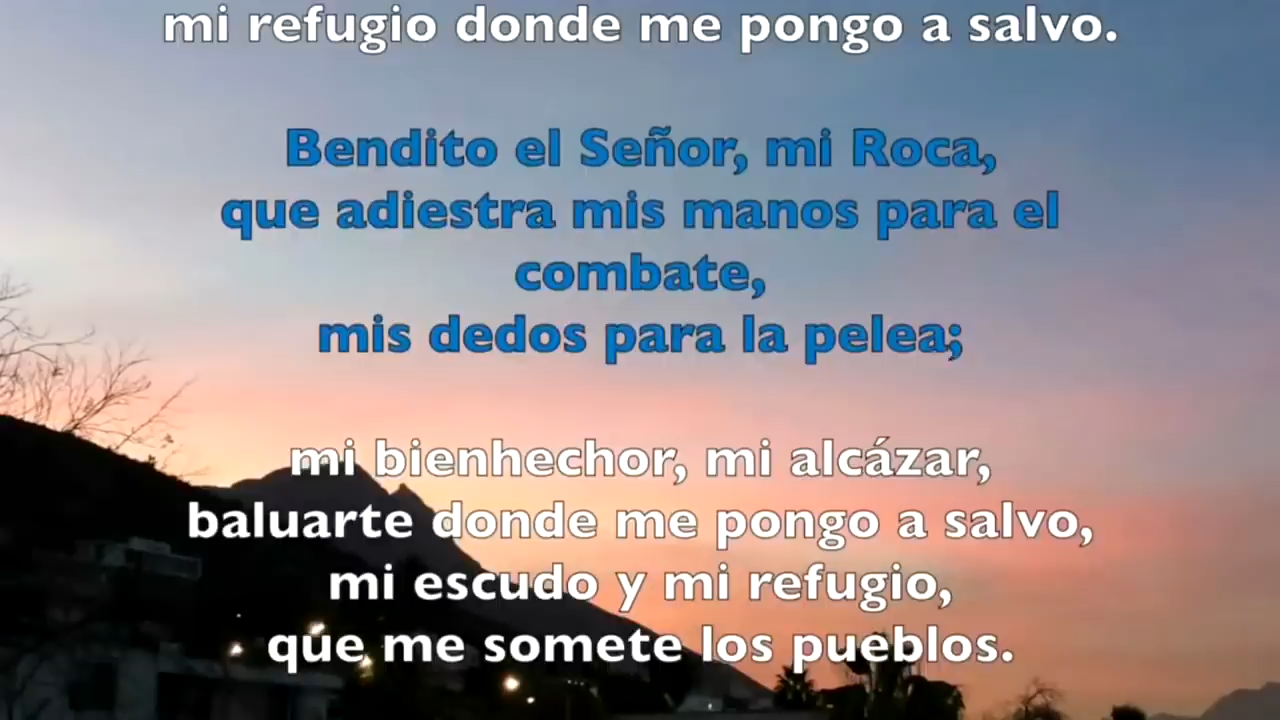 mi refugio donde me pongo a salvo.
Bendito el Señor, mi Roca,
que adiestra mis manos para el
combate,
mis dedos para la pelea;
mi bienhechor, mi alcázar,
baluarte donde me pongo a salvo,
mi escudo y mi refugio,
que me somete los pueblos.